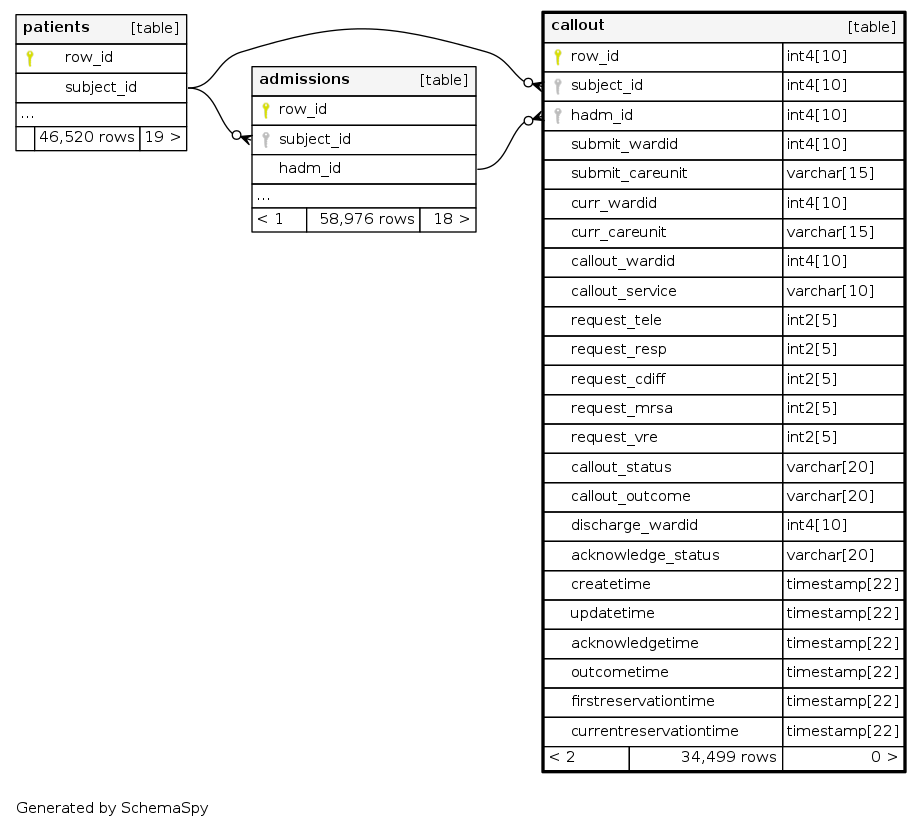 patients [table]
row_id
subject_id
...
46,520 rows 19 >
admissions [table]
row_id
subject_id
hadm_id
...
< 1 58,976 rows 18 >
callout [table]
row_id int4[10]
subject_id int4[10]
hadm_id int4[10]
submit_wardid int4[10]
submit_careunit varchar[15]
curr_wardid int4[10]
curr_careunit varchar[15]
callout_wardid int4[10]
callout_service varchar[10]
request_tele int2[5]
request_resp int2[5]
request_cdiff int2[5]
request_mrsa int2[5]
request_vre int2[5]
callout_status varchar[20]
callout_outcome varchar[20]
discharge_wardid int4[10]
acknowledge_status varchar[20]
createtime timestamp[22]
updatetime timestamp[22]
acknowledgetime timestamp[22]
outcometime timestamp[22]
firstreservationtime timestamp[22]
currentreservationtime timestamp[22]
< 2 34,499 rows 0 >
Generated by SchemaSpy